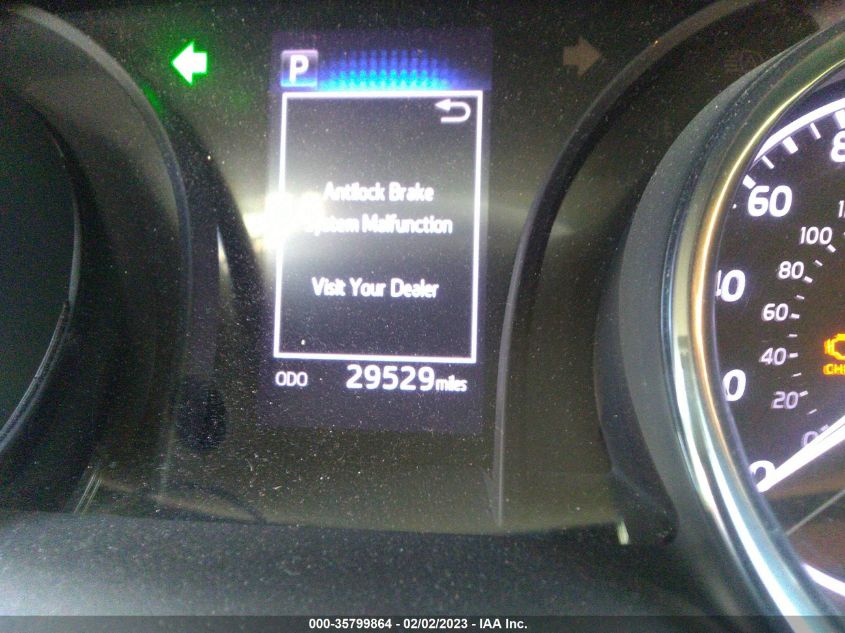 P
Antilock Brake
System Malfunction
Visit Your Dealer
ODO 29529 miles
60
100
80
60
40
20
000-35799864 / 02/02/2023 - IAA Inc.